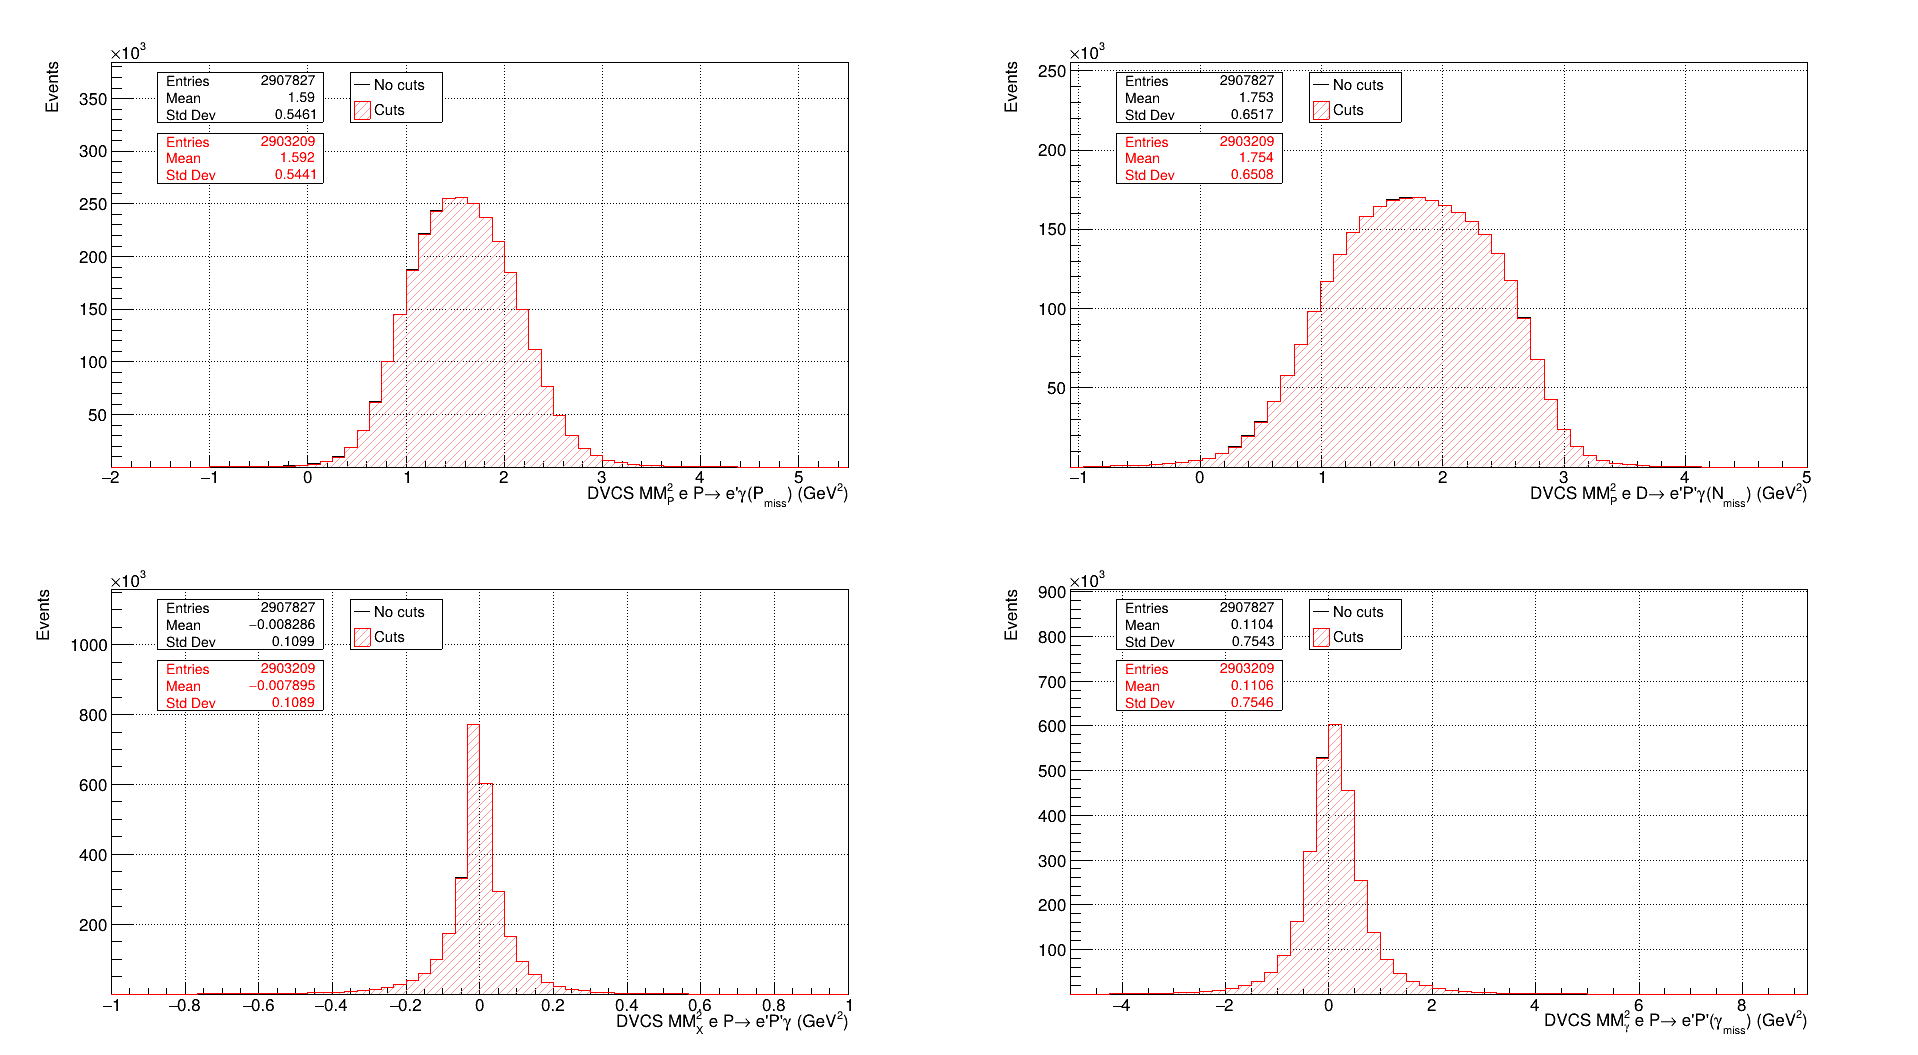 ×10³
Events
Entries 2907827
Mean 1.59
Std Dev 0.5461
Entries 2903209
Mean 1.592
Std Dev 0.5441
No cuts
Cuts
350
300
250
200
150
100
50
−2 −1 0 1 2 3 4 5
DVCS MM²_P e P→ e'γ(P_miss) (GeV²)
×10³
Events
Entries 2907827
Mean 1.753
Std Dev 0.6517
Entries 2903209
Mean 1.754
Std Dev 0.6508
No cuts
Cuts
250
200
150
100
50
−1 0 1 2 3 4 5
DVCS MM²_P e D→ e'P'γ(N_miss) (GeV²)
×10³
Events
Entries 2907827
Mean −0.008286
Std Dev 0.1099
Entries 2903209
Mean −0.007895
Std Dev 0.1089
No cuts
Cuts
1000
800
600
400
200
−1 −0.8 −0.6 −0.4 −0.2 0 0.2 0.4 0.6 0.8 1
DVCS MM²_X e P→ e'P'γ (GeV²)
×10³
Events
Entries 2907827
Mean 0.1104
Std Dev 0.7543
Entries 2903209
Mean 0.1106
Std Dev 0.7546
No cuts
Cuts
900
800
700
600
500
400
300
200
100
−4 −2 0 2 4 6 8
DVCS MM²_γ e P→ e'P'(γ_miss) (GeV²)